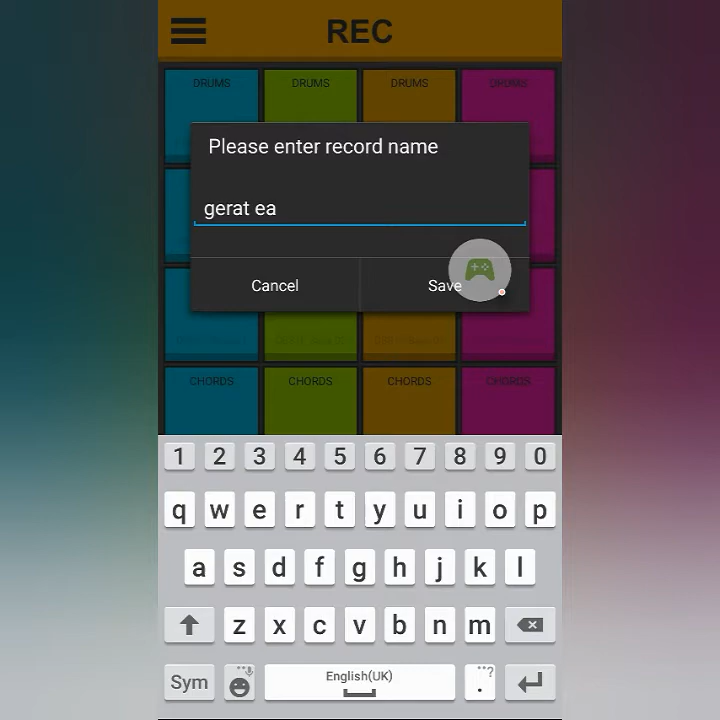 REC
DRUMS DRUMS DRUMS DRUMS
Please enter record name
gerat ea
Cancel Save
CHORDS CHORDS CHORDS CHORDS
1 2 3 4 5 6 7 8 9 0
q w e r t y u i o p
a s d f g h j k l
z x c v b n m
Sym English(UK) . ?